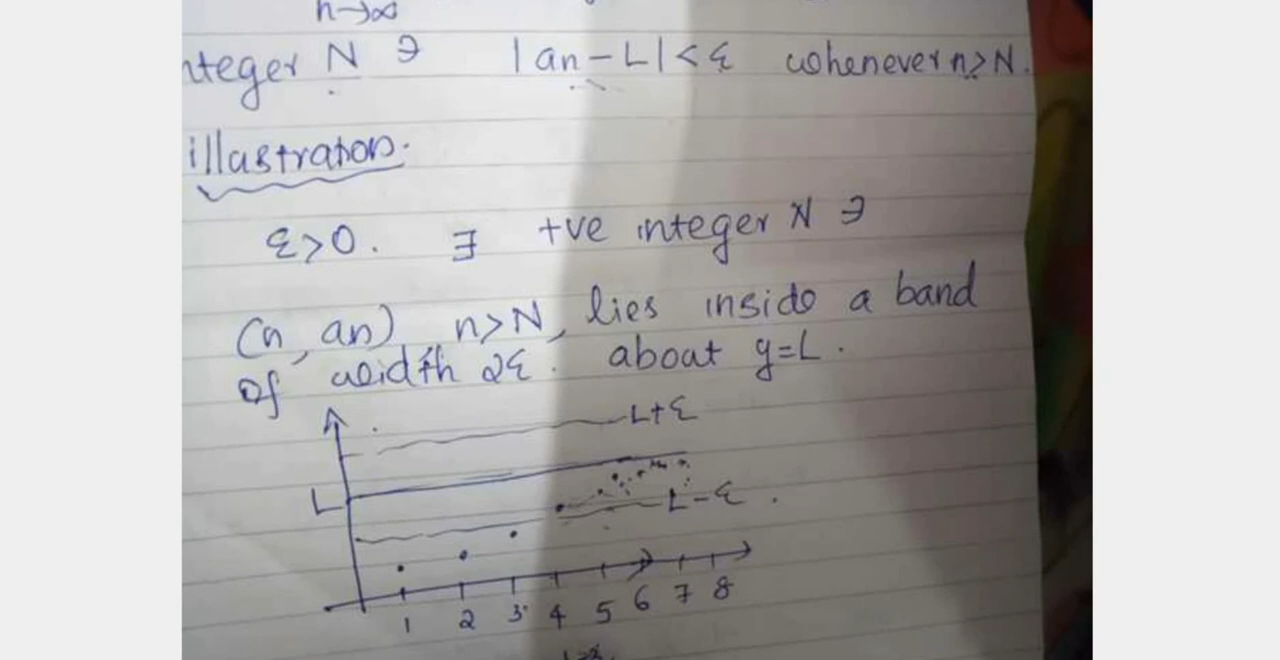 n→∞
nteger N ∋ |an-L|<ε whenever n≥N.
illustration.
ε>0. ∃ +ve integer N ∋
(n, an) n>N, lies inside a band
of width 2ε. about y=L.
L+ε
L
L-ε.
1 2 3 4 5 6 7 8